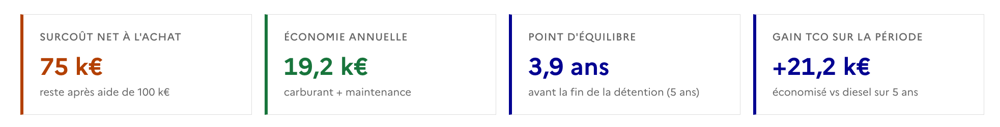 SURCOÛT NET À L'ACHAT
75 k€
reste après aide de 100 k€
ÉCONOMIE ANNUELLE
19,2 k€
carburant + maintenance
POINT D'ÉQUILIBRE
3,9 ans
avant la fin de la détention (5 ans)
GAIN TCO SUR LA PÉRIODE
+21,2 k€
économisé vs diesel sur 5 ans